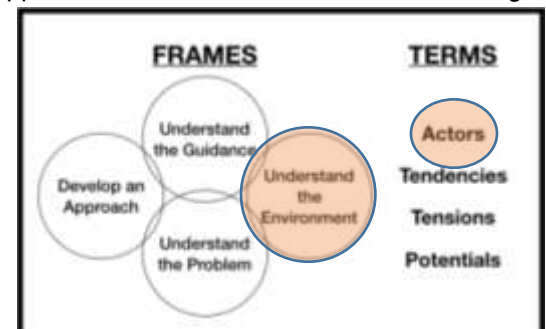 FRAMES
Understand
the Guidance
Develop an
Approach
Understand
the
Environment
Understand
the Problem
TERMS
Actors
Tendencies
Tensions
Potentials